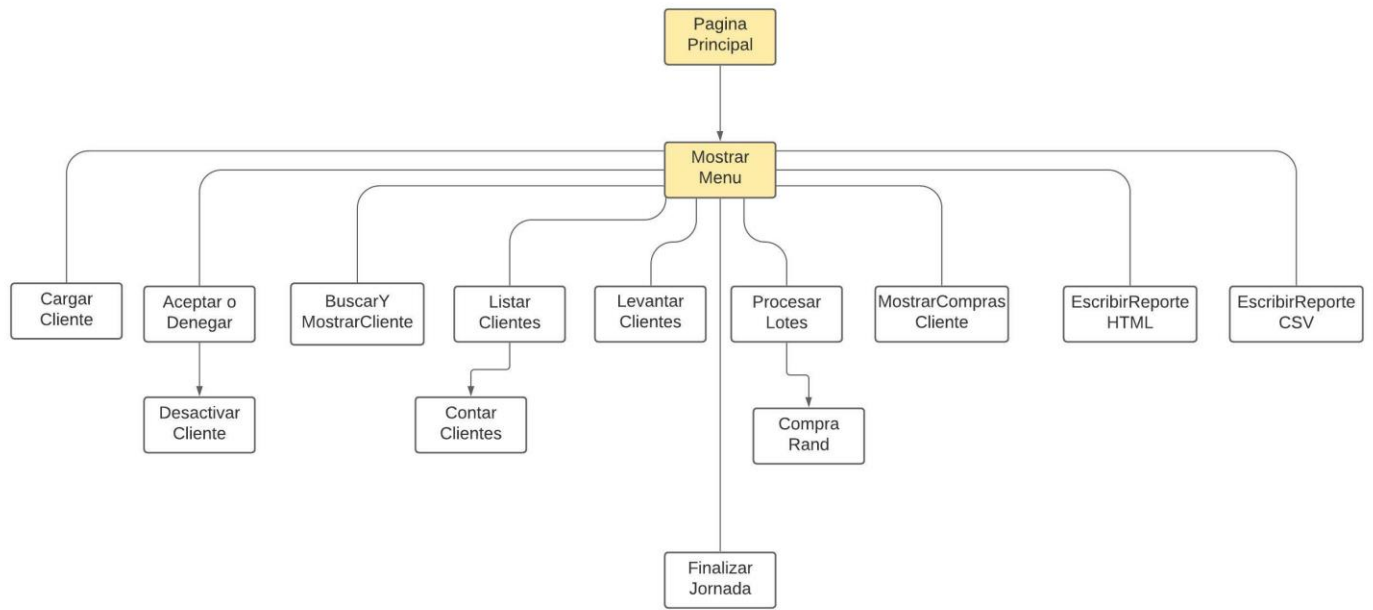 Pagina
Principal
Mostrar
Menu
Cargar
Cliente
Aceptar o
Denegar
BuscarY
MostrarCliente
Listar
Clientes
Levantar
Clientes
Procesar
Lotes
MostrarCompras
Cliente
EscribirReporte
HTML
EscribirReporte
CSV
Desactivar
Cliente
Contar
Clientes
Compra
Rand
Finalizar
Jornada